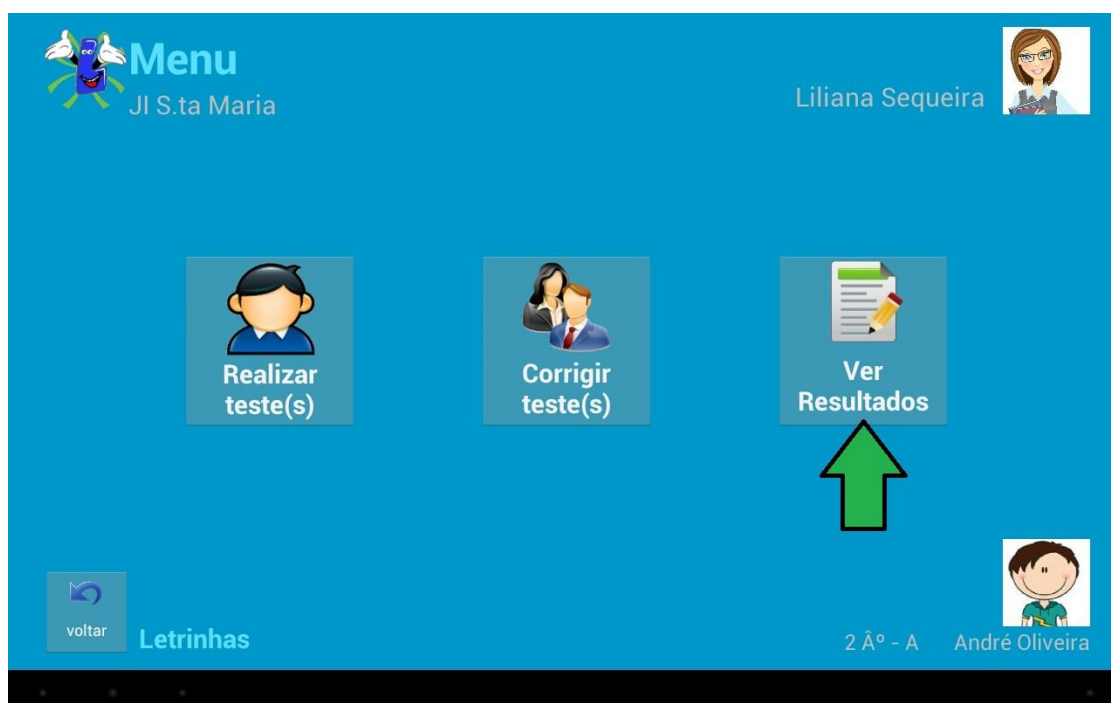 Menu
JI S.ta Maria
Liliana Sequeira
Realizar
teste(s)
Corrigir
teste(s)
Ver
Resultados
voltar
Letrinhas
2 Âº - A
André Oliveira